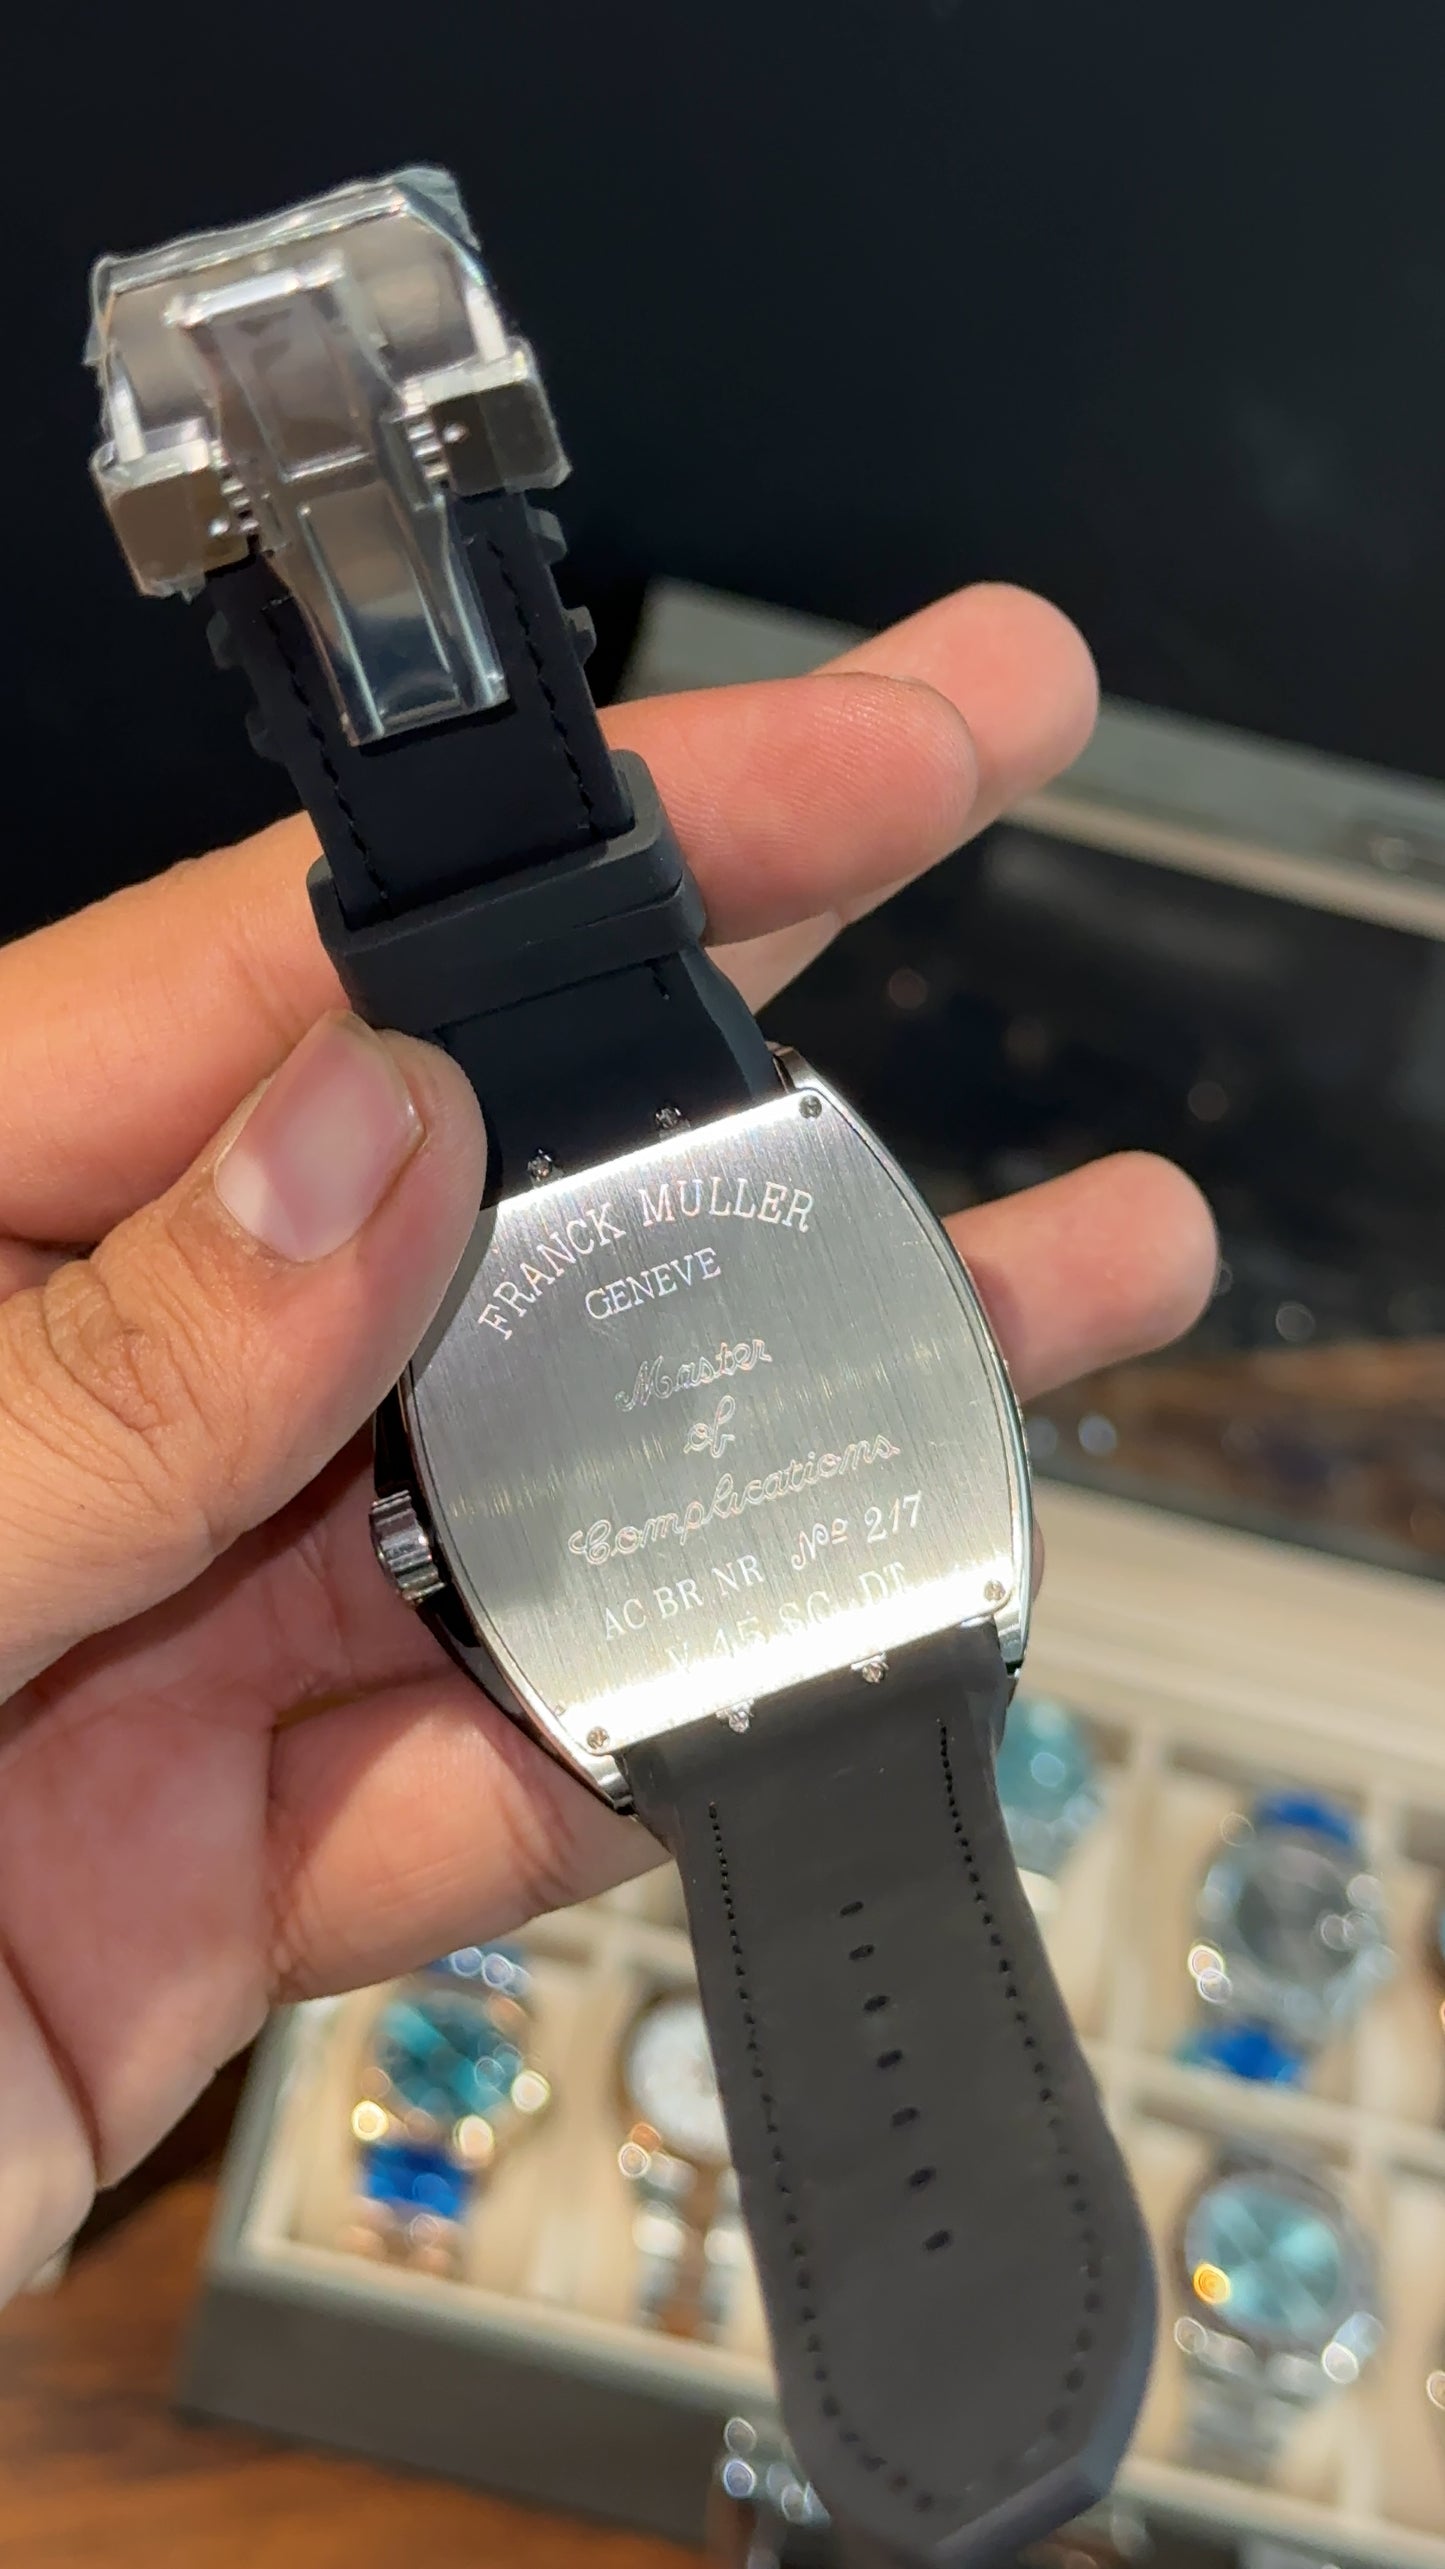 FRANCK MULLER
GENEVE
Master
of
Complications
AC BR NR Nº 217
V 45 SC DT